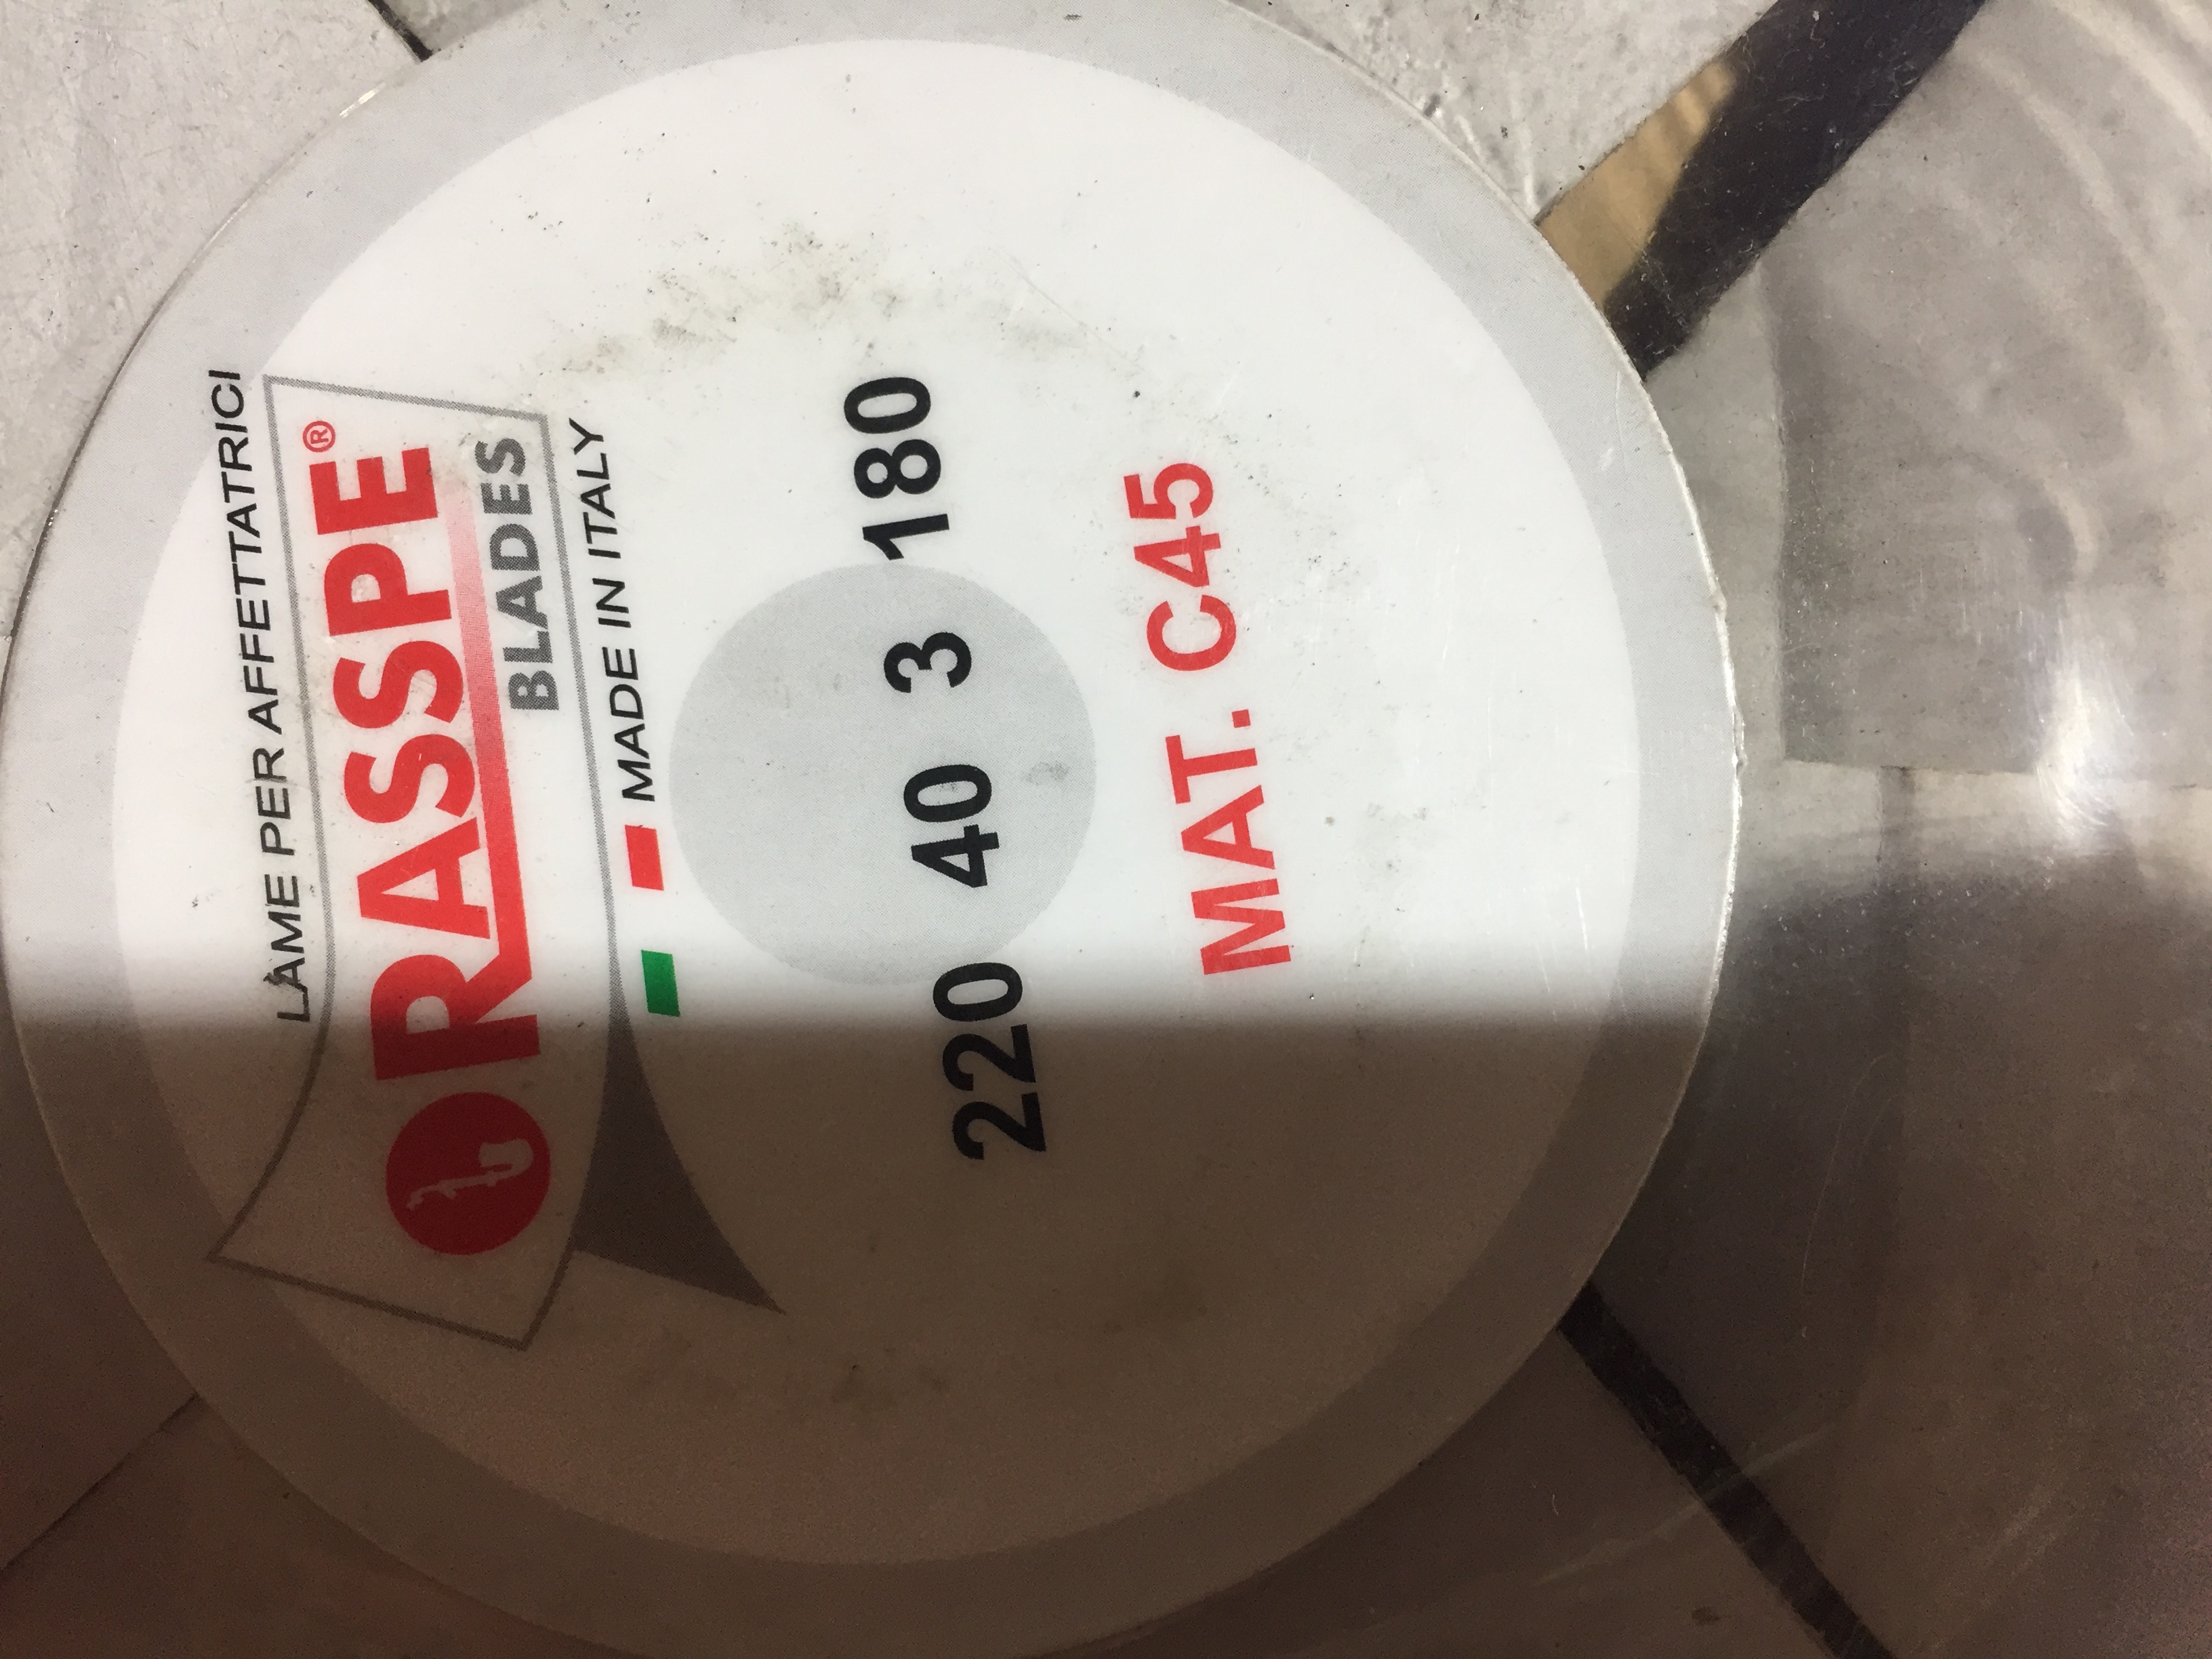 LAME PER AFFETTATRICI
RASSPE®
BLADES
MADE IN ITALY
220 40 3 180
MAT. C45